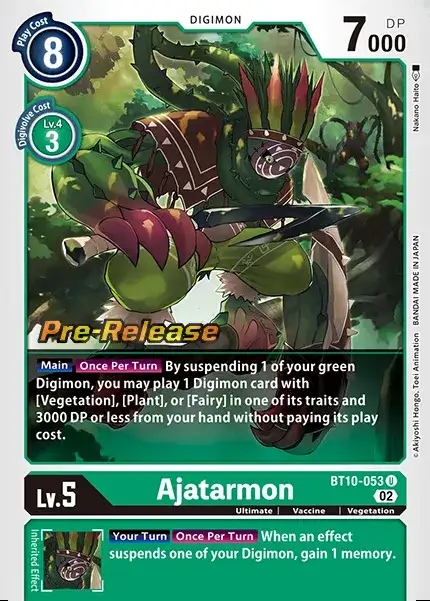 Play Cost
8
DIGIMON
DP
7000
Digivolve Cost
Lv.4
3
Nakano Haito
Pre-Release
Main Once Per Turn By suspending 1 of your green
Digimon, you may play 1 Digimon card with
[Vegetation], [Plant], or [Fairy] in one of its traits and
3000 DP or less from your hand without paying its play
cost.
© Akiyoshi Hongo, Toei Animation BANDAI MADE IN JAPAN
Lv.5
Ajatarmon
BT10-053 U
02
Ultimate | Vaccine | Vegetation
Inherited Effect
Your Turn Once Per Turn When an effect
suspends one of your Digimon, gain 1 memory.